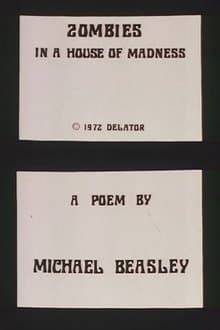 ZOMBIES
IN A HOUSE OF MADNESS
© 1972 DELATOR
A POEM BY
MICHAEL BEASLEY